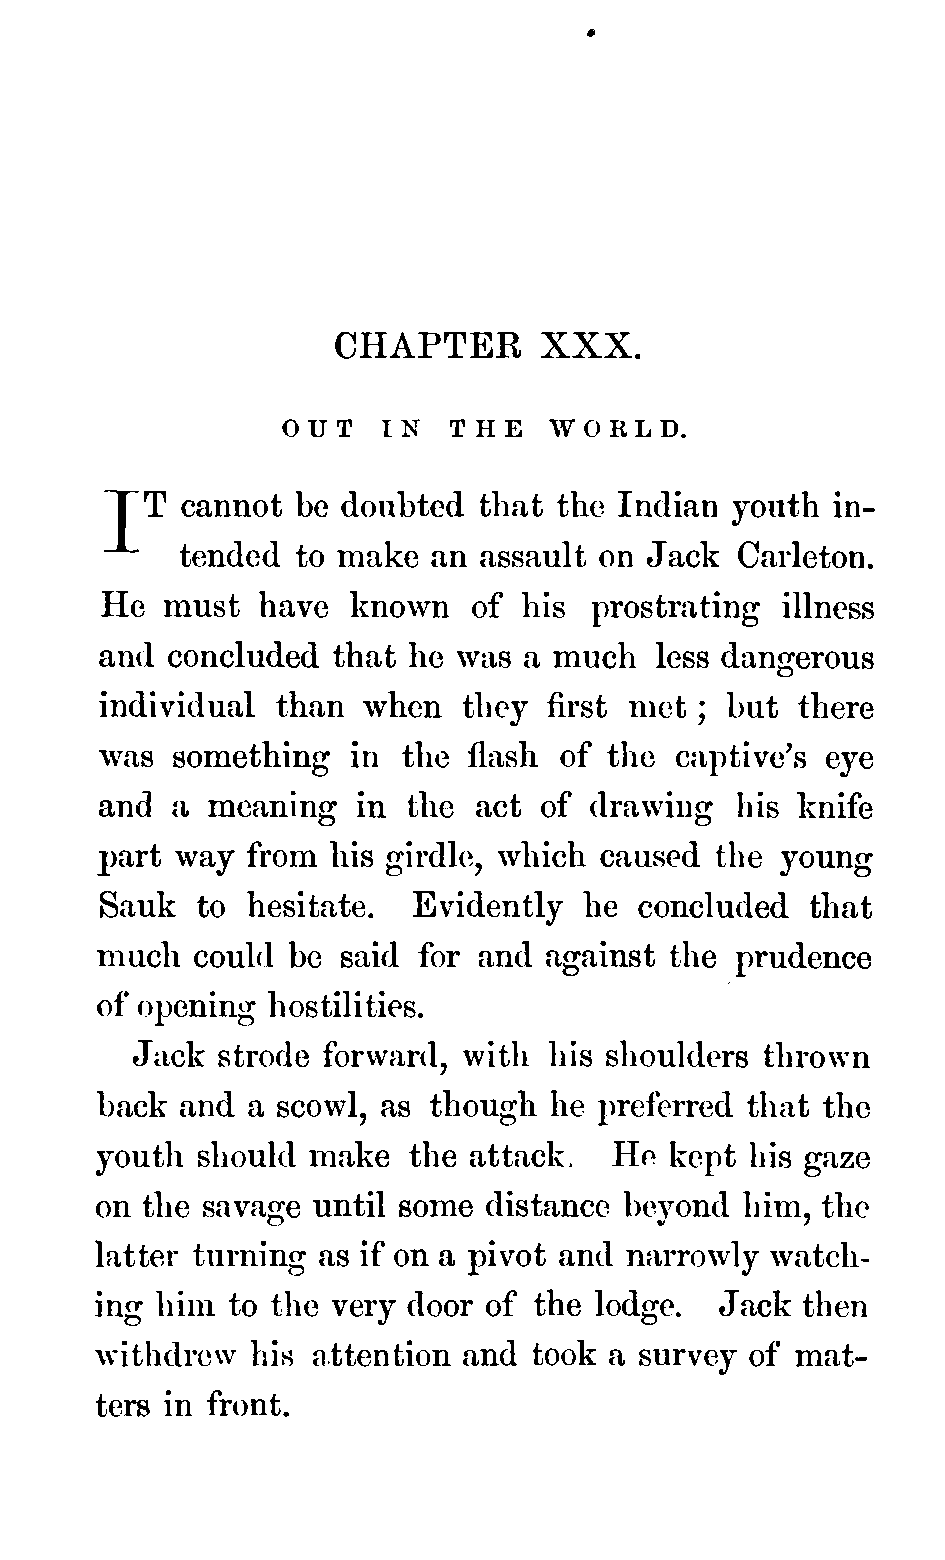 CHAPTER XXX.
OUT IN THE WORLD.
IT cannot be doubted that the Indian youth in-
tended to make an assault on Jack Carleton.
He must have known of his prostrating illness
and concluded that he was a much less dangerous
individual than when they first met ; but there
was something in the flash of the captive's eye
and a meaning in the act of drawing his knife
part way from his girdle, which caused the young
Sauk to hesitate. Evidently he concluded that
much could be said for and against the prudence
of opening hostilities.
Jack strode forward, with his shoulders thrown
back and a scowl, as though he preferred that the
youth should make the attack. He kept his gaze
on the savage until some distance beyond him, the
latter turning as if on a pivot and narrowly watch-
ing him to the very door of the lodge. Jack then
withdrew his attention and took a survey of mat-
ters in front.